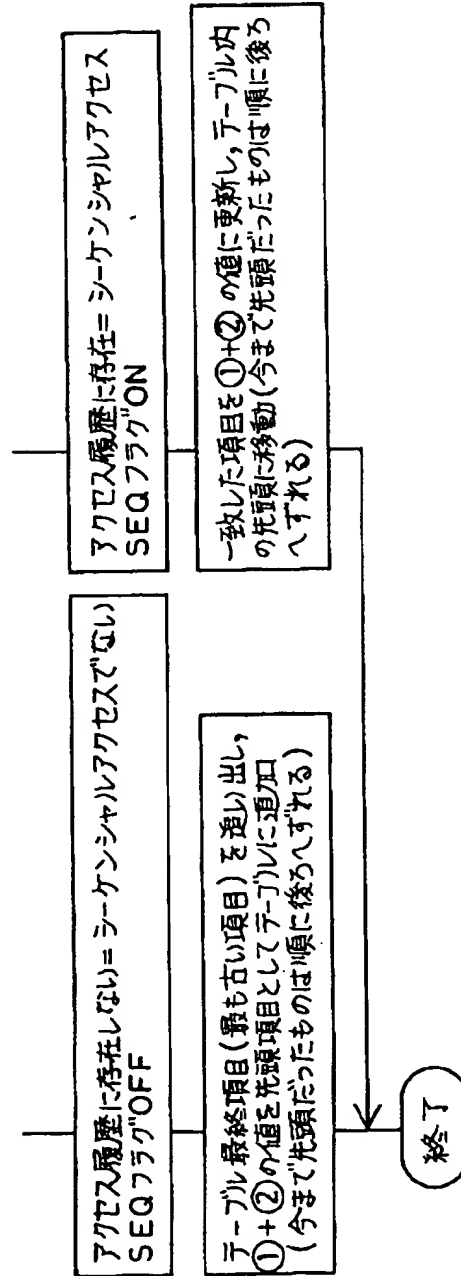 アクセス履歴に存在しない=シーケンシャルアクセスでない
SEQフラグOFF
テーブル最終項目(最も古い項目)を追い出し,
①+②の値を先頭項目としてテーブルに追加
(今まで先頭だったものは順に後ろへずれる)
アクセス履歴に存在=シーケンシャルアクセス
SEQフラグON
一致した項目を①+②の値に更新し,テーブル内
の先頭に移動(今まで先頭だったものは順に後ろ
へずれる)
終了